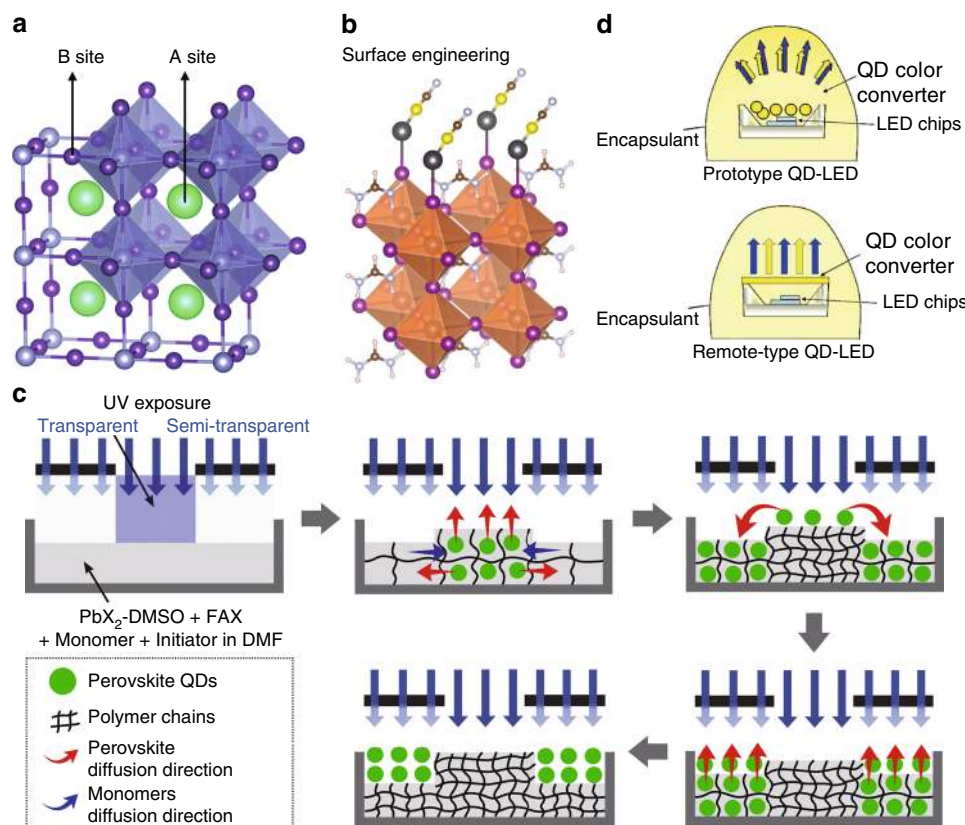 a
B site
A site
b
Surface engineering
d
QD color
converter
LED chips
Encapsulant
Prototype QD-LED
QD color
converter
LED chips
Encapsulant
Remote-type QD-LED
c
UV exposure
Transparent
Semi-transparent
PbX2-DMSO + FAX
+ Monomer + Initiator in DMF
Perovskite QDs
Polymer chains
Perovskite
diffusion direction
Monomers
diffusion direction